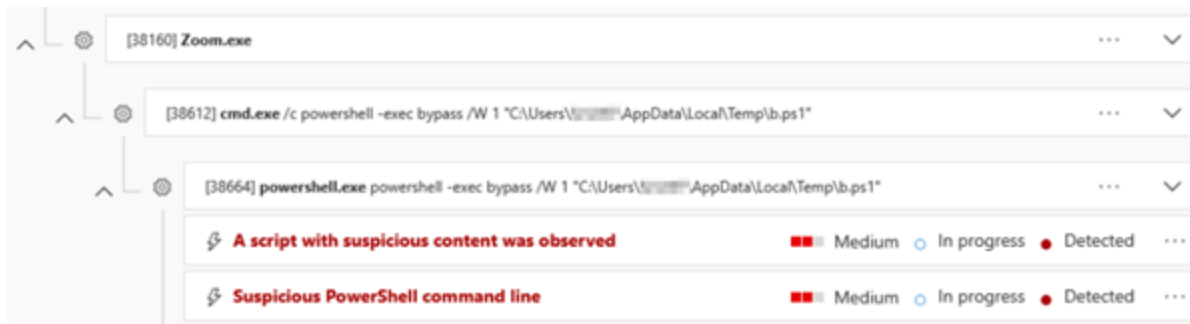 [38160] Zoom.exe
[38612] cmd.exe /c powershell -exec bypass /W 1 "C:\Users\ \AppData\Local\Temp\b.ps1"
[38664] powershell.exe powershell -exec bypass /W 1 "C:\Users\ \AppData\Local\Temp\b.ps1"
A script with suspicious content was observed Medium In progress Detected
Suspicious PowerShell command line Medium In progress Detected